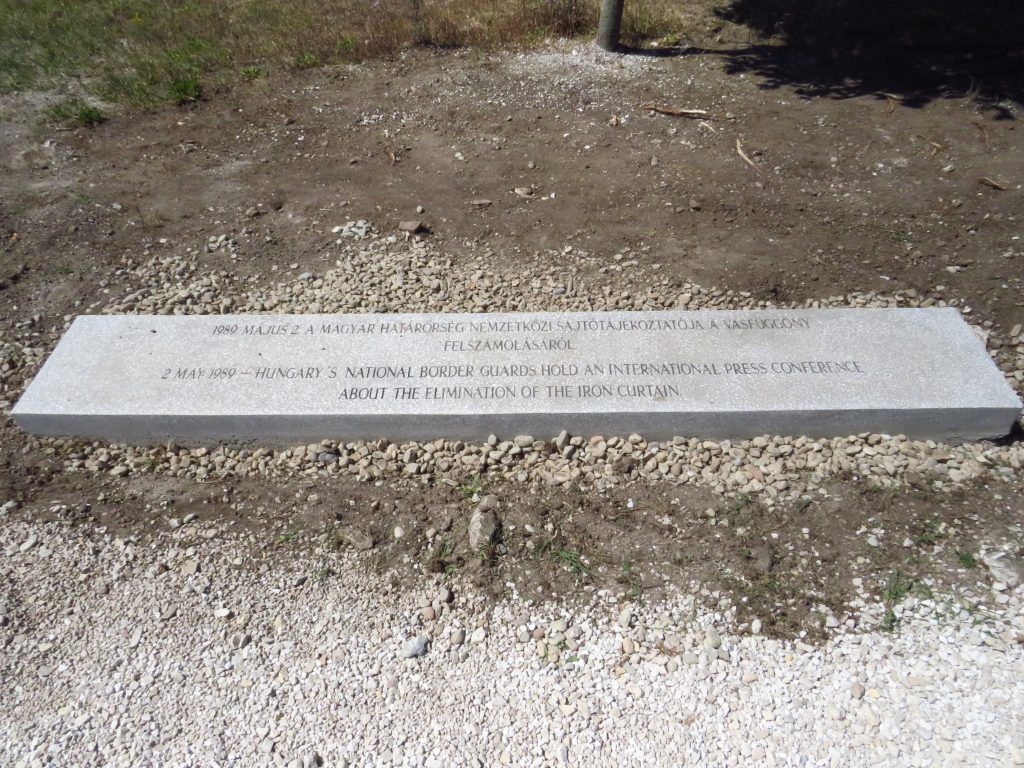 1989. MÁJUS 2. A MAGYAR HATÁRŐRSÉG NEMZETKÖZI SAJTÓTÁJÉKOZTATÓJA A VASFÜGGÖNY
FELSZÁMOLÁSÁRÓL.
2 MAY 1989 – HUNGARY´S NATIONAL BORDER GUARDS HOLD AN INTERNATIONAL PRESS CONFERENCE
ABOUT THE ELIMINATION OF THE IRON CURTAIN.